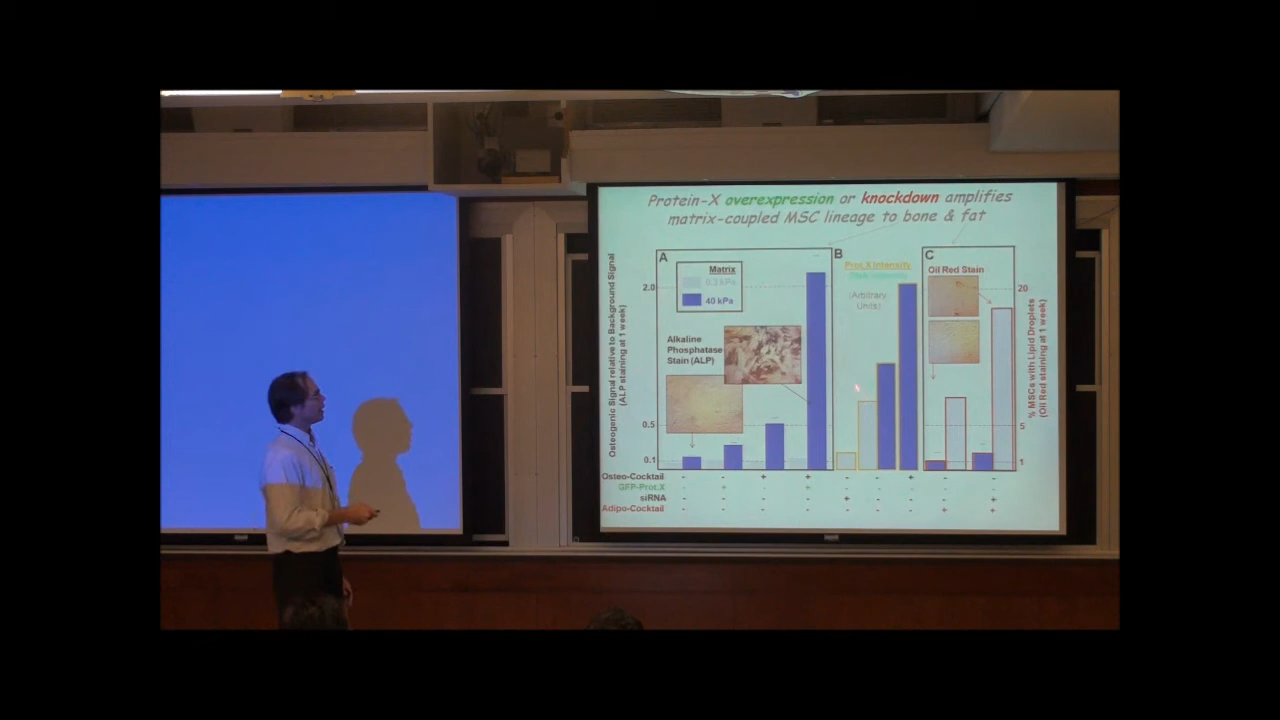 Protein-X overexpression or knockdown amplifies
matrix-coupled MSC lineage to bone & fat
Osteogenic Signal relative to Background Signal
(ALP staining at 1 week)
2.0
0.5
0.1
A
Matrix
0.3 kPa
40 kPa
Alkaline
Phosphatase
Stain (ALP)
B
Prot.X Intensity
(Arbitrary
Units)
C
Oil Red Stain
20
5
1
% MSCs with Lipid Droplets
(Oil Red staining at 1 week)
Osteo-Cocktail - - + + - - - + - - -
GFP-Prot.X - + - +
siRNA - - - - + - - - - - +
Adipo-Cocktail - - - - - - - - - + +